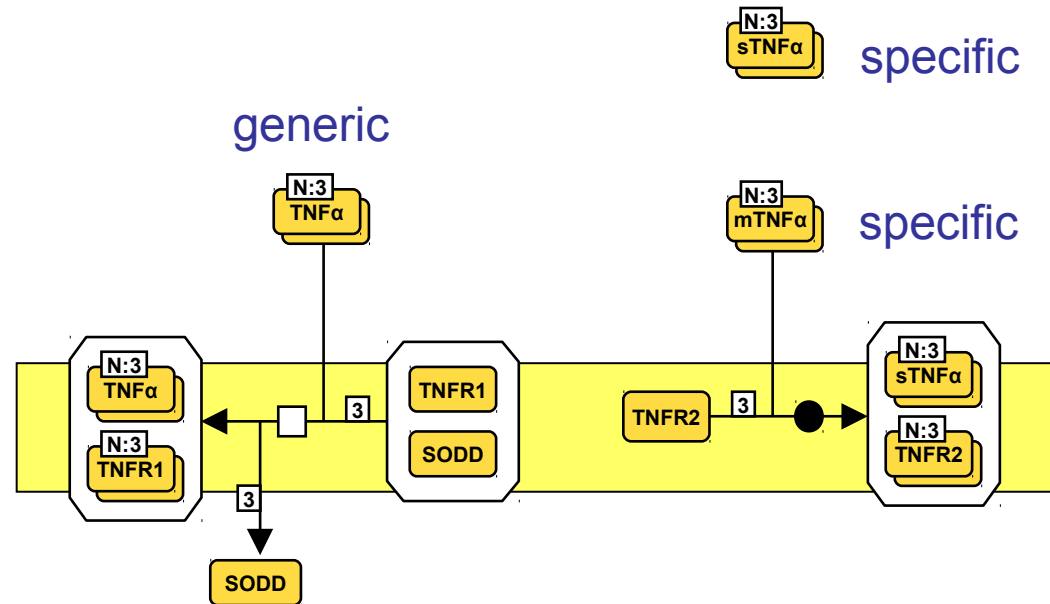 N:3
sTNFα
specific
generic
N:3
TNFα
N:3
mTNFα
specific
N:3
TNFα
N:3
TNFR1
3
TNFR1
SODD
3
SODD
TNFR2
3
N:3
sTNFα
N:3
TNFR2